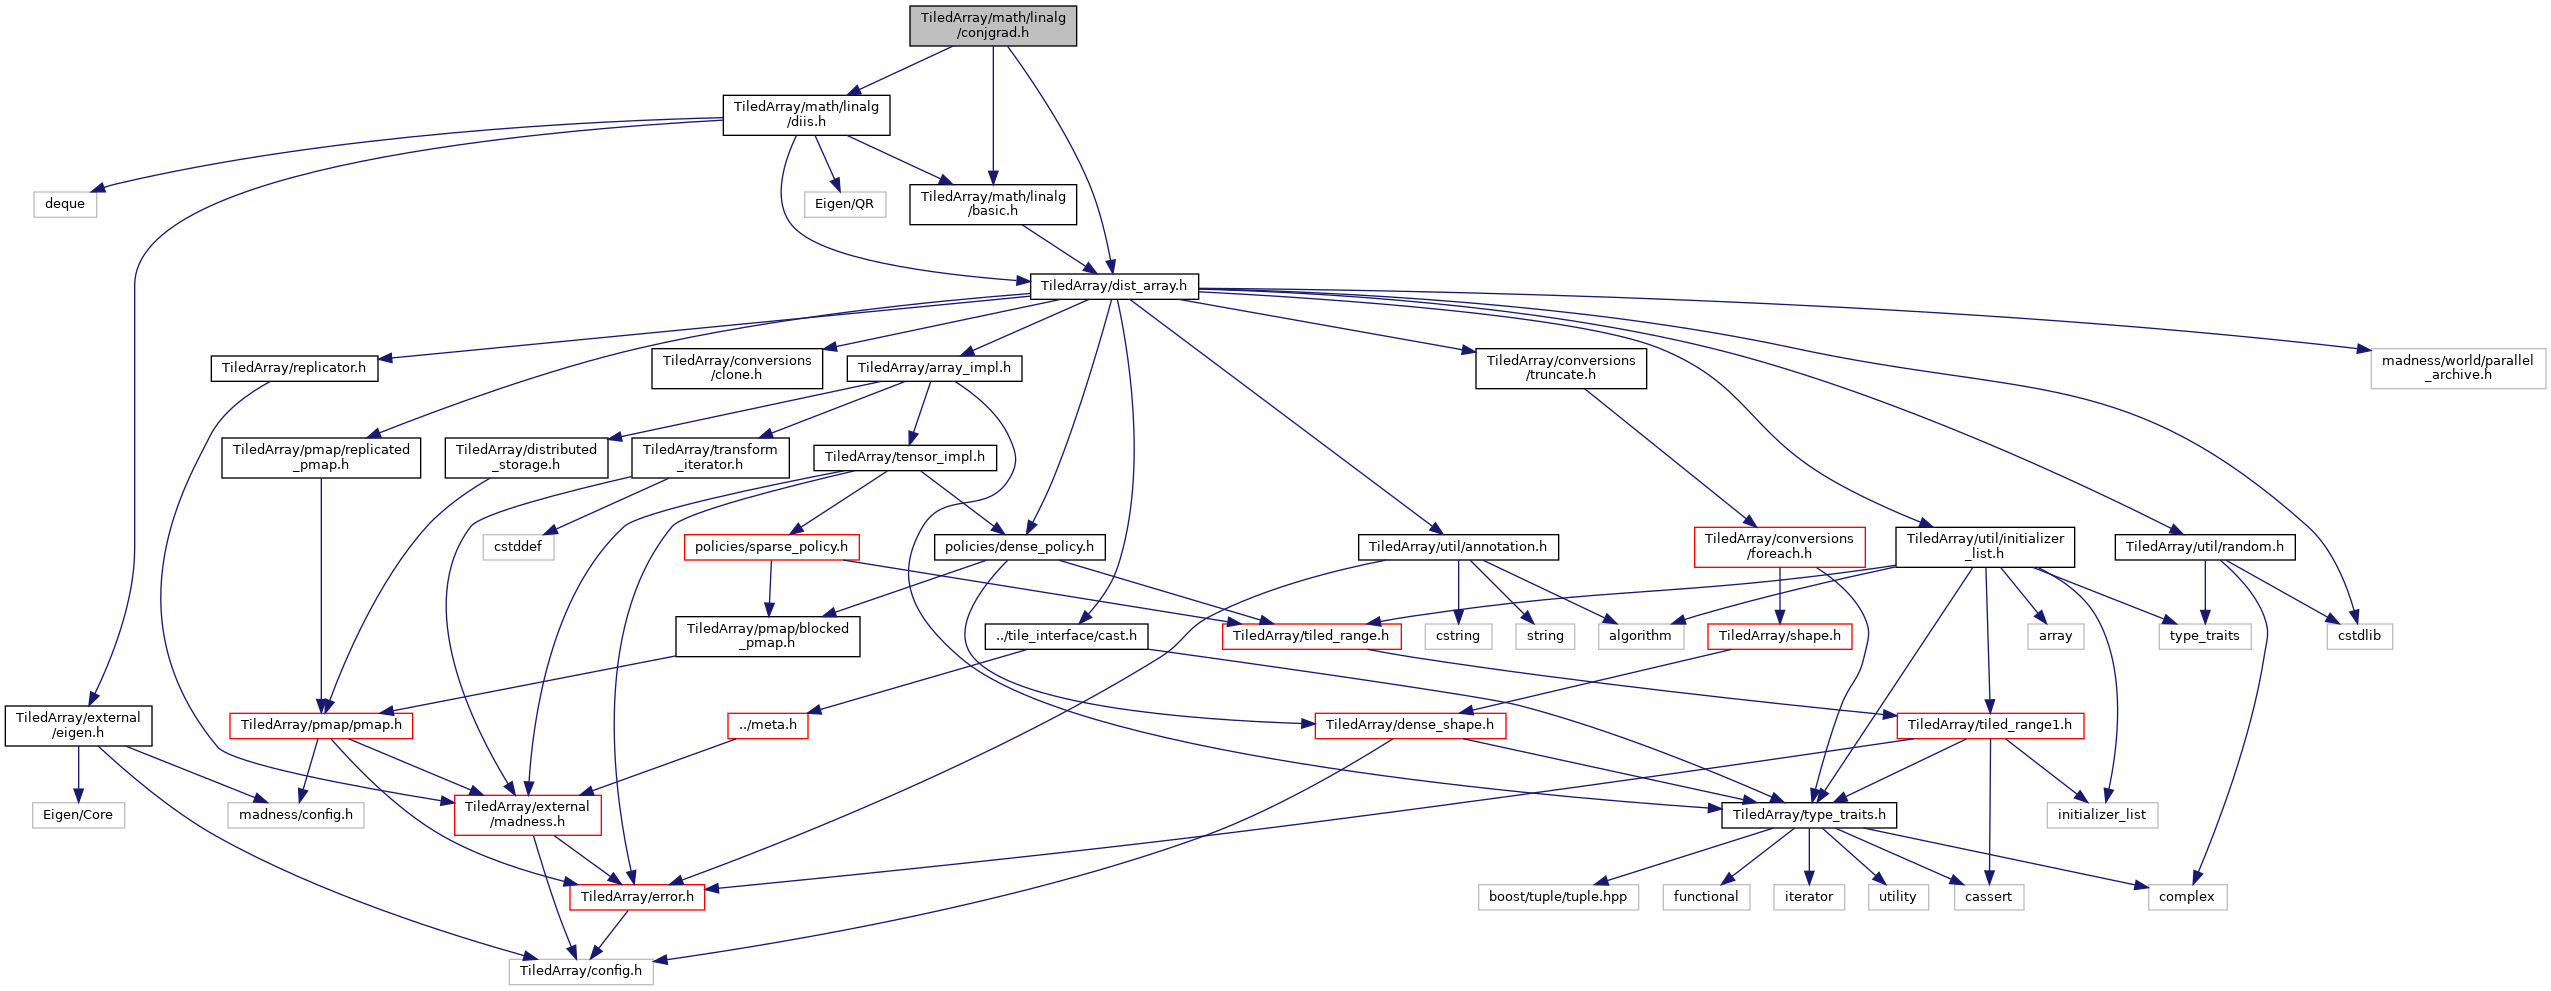 TiledArray/math/linalg
/conjgrad.h
TiledArray/math/linalg
/diis.h
deque
Eigen/QR
TiledArray/math/linalg
/basic.h
TiledArray/dist_array.h
TiledArray/replicator.h
TiledArray/conversions
/clone.h
TiledArray/array_impl.h
TiledArray/conversions
/truncate.h
madness/world/parallel
_archive.h
TiledArray/pmap/replicated
_pmap.h
TiledArray/distributed
_storage.h
TiledArray/transform
_iterator.h
TiledArray/tensor_impl.h
cstddef
policies/sparse_policy.h
policies/dense_policy.h
TiledArray/util/annotation.h
TiledArray/conversions
/foreach.h
TiledArray/util/initializer
_list.h
TiledArray/util/random.h
TiledArray/pmap/blocked
_pmap.h
../tile_interface/cast.h
TiledArray/tiled_range.h
cstring
string
algorithm
TiledArray/shape.h
array
type_traits
cstdlib
TiledArray/external
/eigen.h
TiledArray/pmap/pmap.h
../meta.h
TiledArray/dense_shape.h
TiledArray/tiled_range1.h
Eigen/Core
madness/config.h
TiledArray/external
/madness.h
TiledArray/type_traits.h
initializer_list
TiledArray/error.h
boost/tuple/tuple.hpp
functional
iterator
utility
cassert
complex
TiledArray/config.h